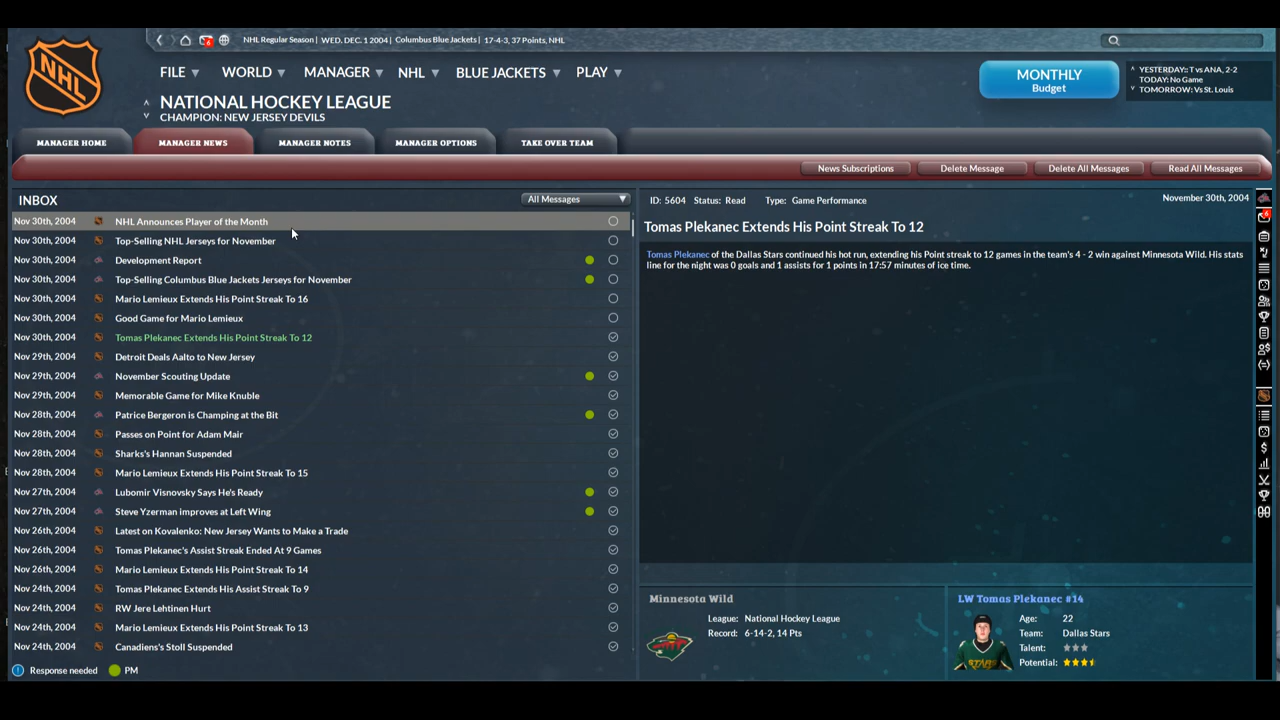 NHL Regular Season | WED. DEC. 1 2004 | Columbus Blue Jackets | 17-4-3, 37 Points, NHL
NHL
FILE WORLD MANAGER NHL BLUE JACKETS PLAY
MONTHLY
Budget
YESTERDAY:: T vs ANA, 2-2
TODAY: No Game
TOMORROW: Vs St. Louis
NATIONAL HOCKEY LEAGUE
CHAMPION: NEW JERSEY DEVILS
MANAGER HOME MANAGER NEWS MANAGER NOTES MANAGER OPTIONS TAKE OVER TEAM
News Subscriptions Delete Message Delete All Messages Read All Messages
INBOX All Messages
Nov 30th, 2004 NHL Announces Player of the Month
Nov 30th, 2004 Top-Selling NHL Jerseys for November
Nov 30th, 2004 Development Report
Nov 30th, 2004 Top-Selling Columbus Blue Jackets Jerseys for November
Nov 30th, 2004 Mario Lemieux Extends His Point Streak To 16
Nov 30th, 2004 Good Game for Mario Lemieux
Nov 30th, 2004 Tomas Plekanec Extends His Point Streak To 12
Nov 29th, 2004 Detroit Deals Aalto to New Jersey
Nov 29th, 2004 November Scouting Update
Nov 29th, 2004 Memorable Game for Mike Knuble
Nov 28th, 2004 Patrice Bergeron is Champing at the Bit
Nov 28th, 2004 Passes on Point for Adam Mair
Nov 28th, 2004 Sharks's Hannan Suspended
Nov 28th, 2004 Mario Lemieux Extends His Point Streak To 15
Nov 27th, 2004 Lubomir Visnovsky Says He's Ready
Nov 27th, 2004 Steve Yzerman improves at Left Wing
Nov 26th, 2004 Latest on Kovalenko: New Jersey Wants to Make a Trade
Nov 26th, 2004 Tomas Plekanec's Assist Streak Ended At 9 Games
Nov 26th, 2004 Mario Lemieux Extends His Point Streak To 14
Nov 24th, 2004 Tomas Plekanec Extends His Assist Streak To 9
Nov 24th, 2004 RW Jere Lehtinen Hurt
Nov 24th, 2004 Mario Lemieux Extends His Point Streak To 13
Nov 24th, 2004 Canadiens's Stoll Suspended
Response needed PM
ID: 5604 Status: Read Type: Game Performance November 30th, 2004
Tomas Plekanec Extends His Point Streak To 12
Tomas Plekanec of the Dallas Stars continued his hot run, extending his Point streak to 12 games in the team's 4 - 2 win against Minnesota Wild. His stats
line for the night was 0 goals and 1 assists for 1 points in 17:57 minutes of ice time.
Minnesota Wild
League: National Hockey League
Record: 6-14-2, 14 Pts
LW Tomas Plekanec #14
Age: 22
Team: Dallas Stars
Talent:
Potential:
STARS